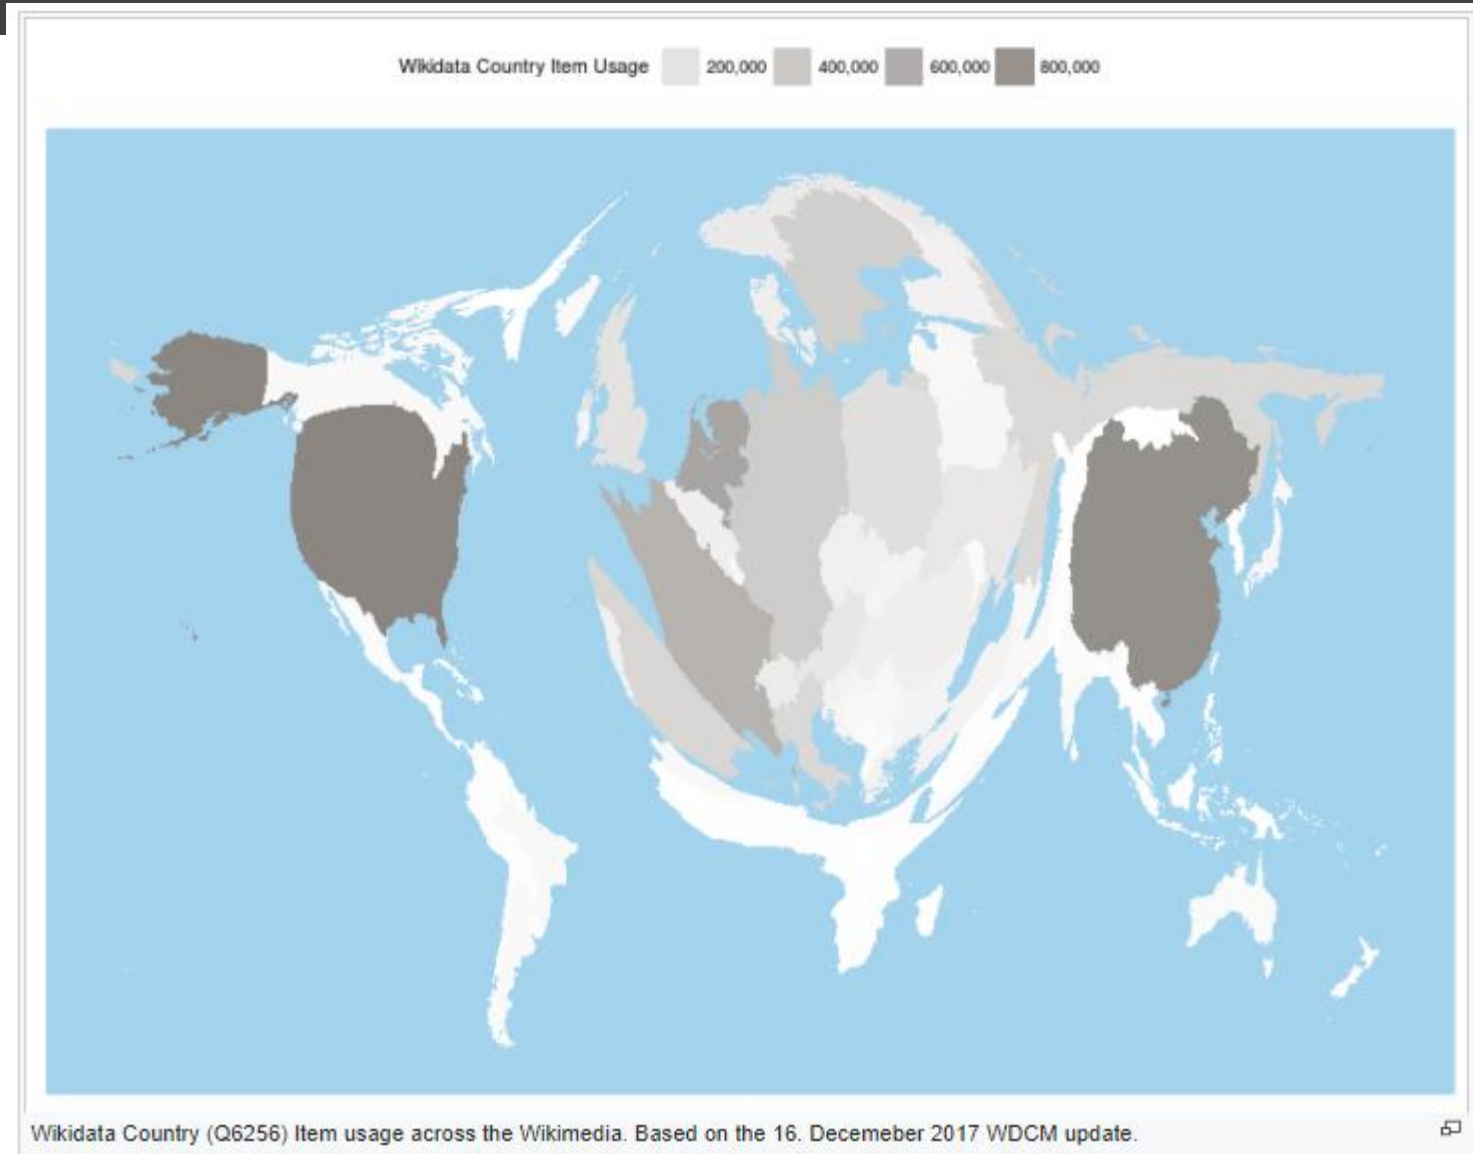 Wikidata Country Item Usage 200,000 400,000 600,000 800,000
Wikidata Country (Q6256) Item usage across the Wikimedia. Based on the 16. Decemeber 2017 WDCM update.